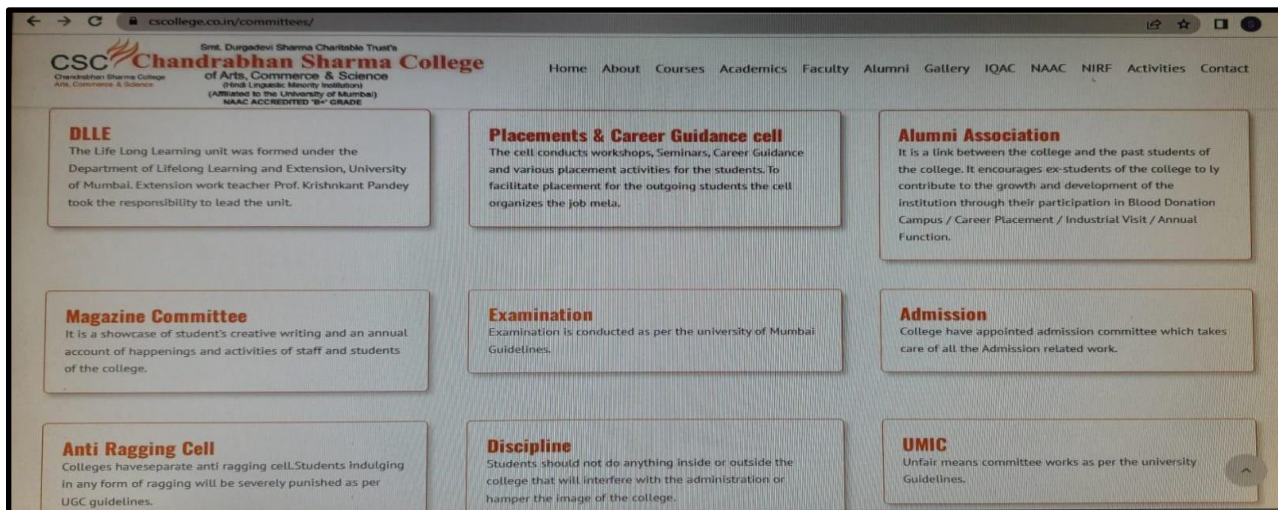 cscollege.co.in/committees/
Smt. Durgadevi Sharma Charitable Trust's
CSC
Chandrabhan Sharma College
Chandrabhan Sharma College
of Arts, Commerce & Science
Arts, Commerce & Science
(Hindi Linguistic Minority Institution)
(Affiliated to the University of Mumbai)
NAAC ACCREDITED 'B+' GRADE
Home About Courses Academics Faculty Alumni Gallery IQAC NAAC NIRF Activities Contact
DLLE
The Life Long Learning unit was formed under the
Department of Lifelong Learning and Extension, University
of Mumbai. Extension work teacher Prof. Krishnkant Pandey
took the responsibility to lead the unit.
Placements & Career Guidance cell
The cell conducts workshops, Seminars, Career Guidance
and various placement activities for the students. To
facilitate placement for the outgoing students the cell
organizes the job mela.
Alumni Association
It is a link between the college and the past students of
the college. It encourages ex-students of the college to ly
contribute to the growth and development of the
institution through their participation in Blood Donation
Campus / Career Placement / Industrial Visit / Annual
Function.
Magazine Committee
It is a showcase of student's creative writing and an annual
account of happenings and activities of staff and students
of the college.
Examination
Examination is conducted as per the university of Mumbai
Guidelines.
Admission
College have appointed admission committee which takes
care of all the Admission related work.
Anti Ragging Cell
Colleges haveseparate anti ragging cell.Students indulging
in any form of ragging will be severely punished as per
UGC guidelines.
Discipline
Students should not do anything inside or outside the
college that will interfere with the administration or
hamper the image of the college.
UMIC
Unfair means committee works as per the university
Guidelines.